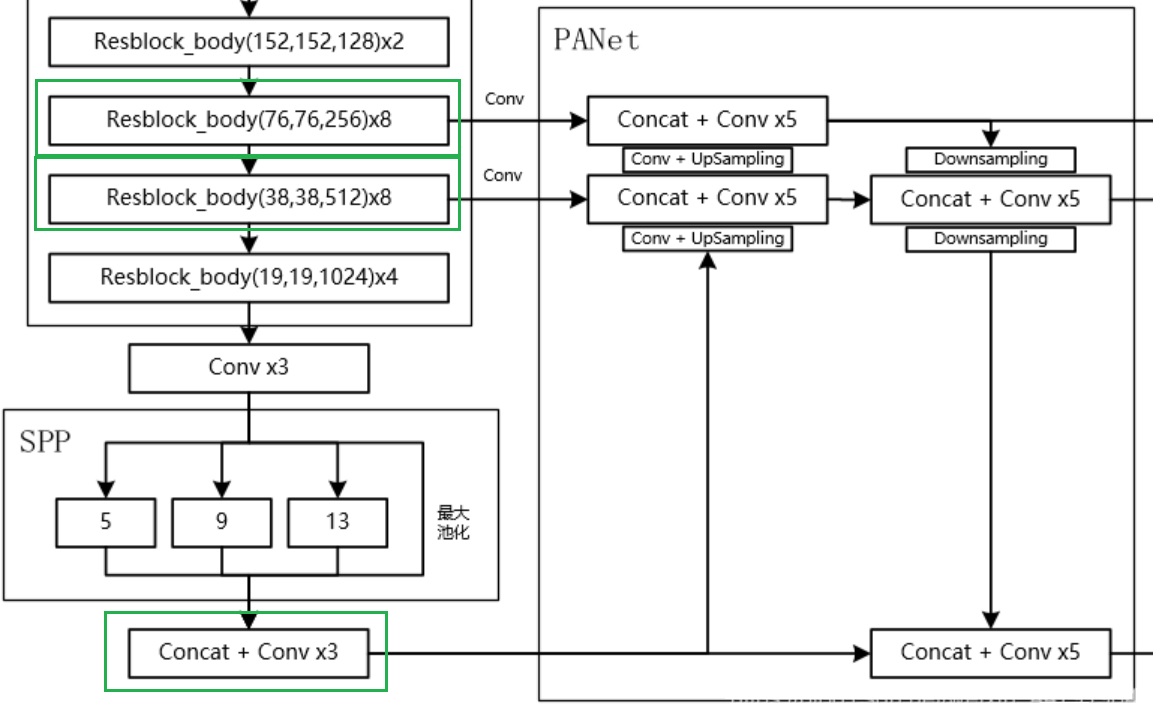 Resblock_body(152,152,128)x2
Resblock_body(76,76,256)x8
Resblock_body(38,38,512)x8
Resblock_body(19,19,1024)x4
Conv x3
SPP
5
9
13
最大
池化
Concat + Conv x3
Conv
Conv
PANet
Concat + Conv x5
Conv + UpSampling
Concat + Conv x5
Conv + UpSampling
Downsampling
Concat + Conv x5
Downsampling
Concat + Conv x5